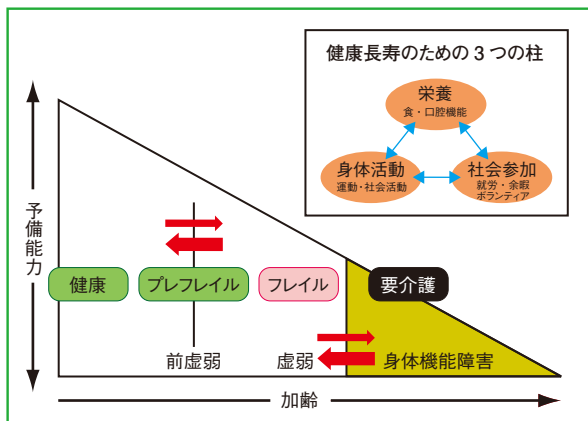 健康長寿のための 3 つの柱
栄養
食・口腔機能
身体活動
運動・社会活動
社会参加
就労・余暇
ボランティア
予備能力
健康
プレフレイル
フレイル
要介護
前虚弱
虚弱
身体機能障害
加齢